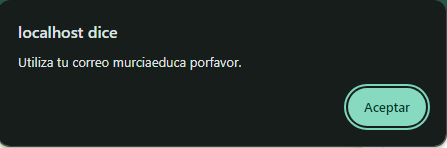 localhost dice
Utiliza tu correo murciaeduca porfavor.
Aceptar